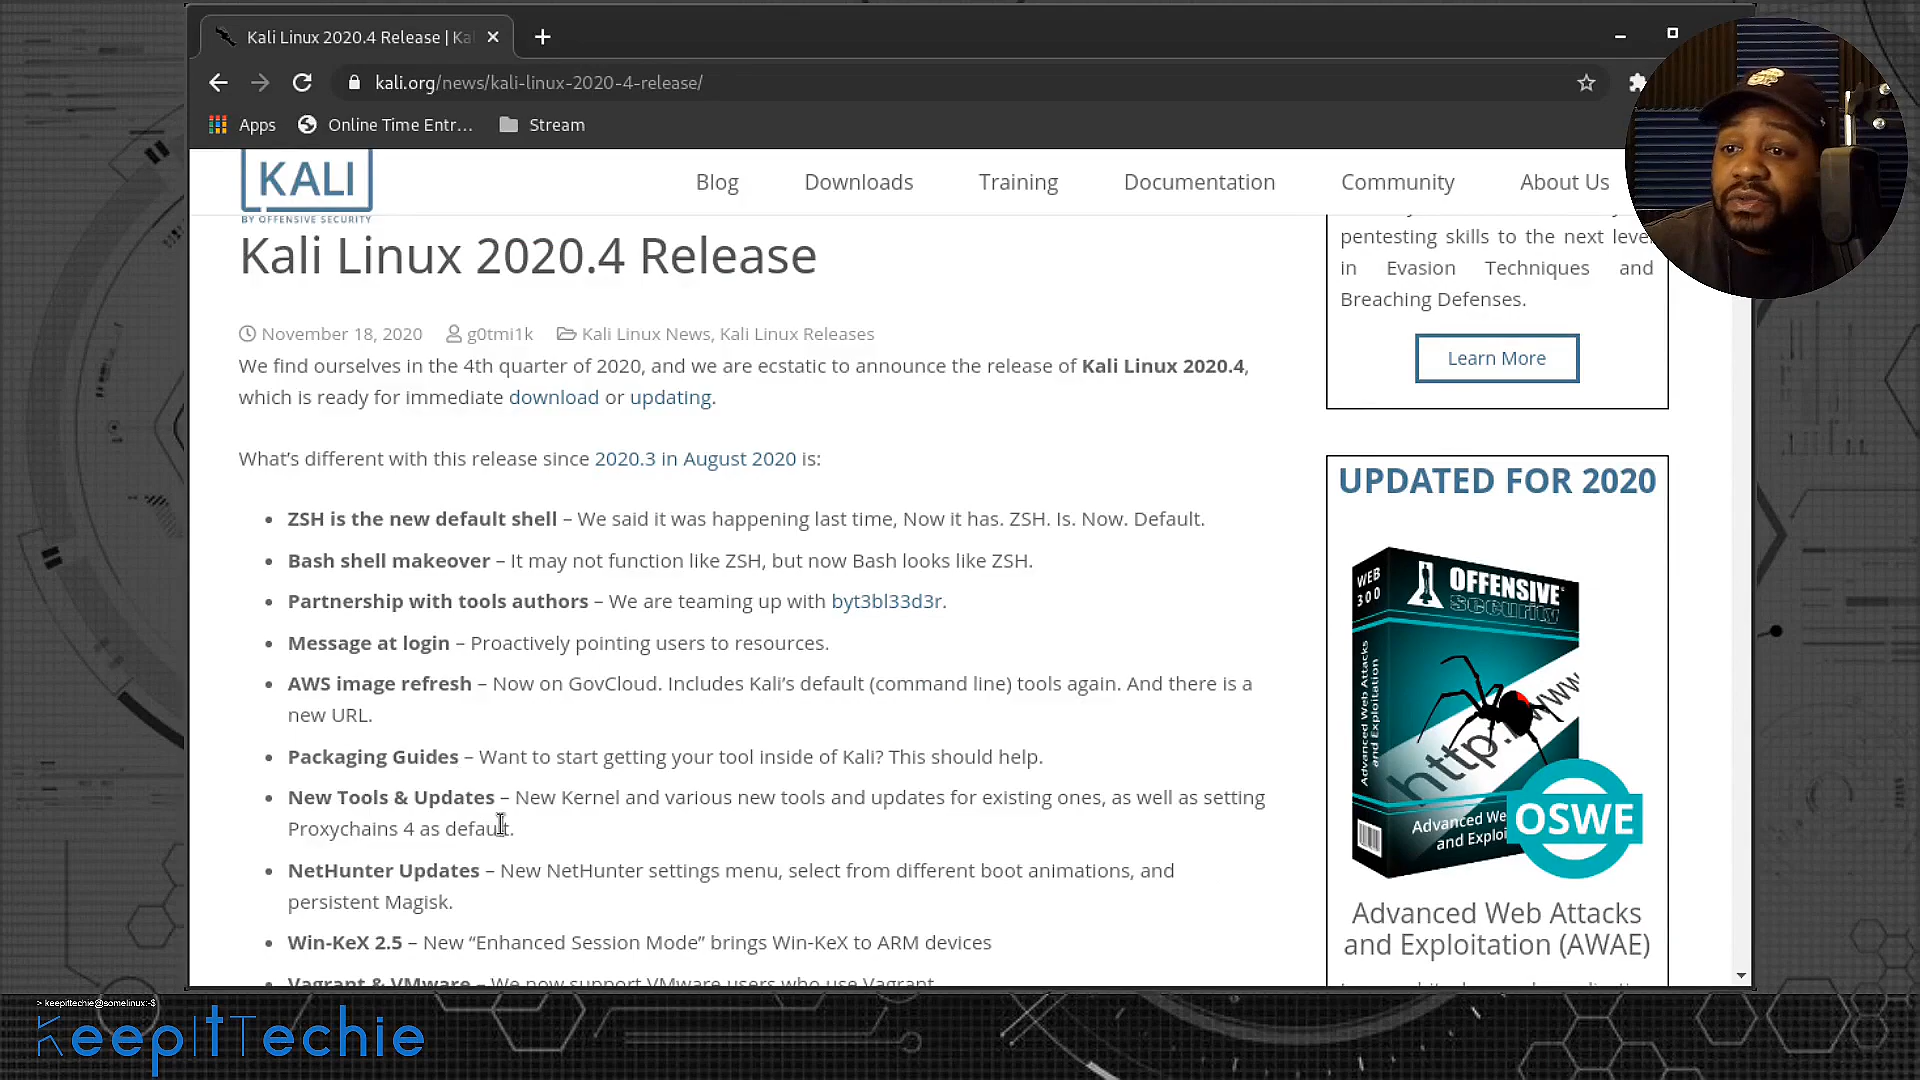 Kali Linux 2020.4 Release | Ka
kali.org/news/kali-linux-2020-4-release/
Apps
Online Time Entr...
Stream
KALI
BY OFFENSIVE SECURITY
Blog
Downloads
Training
Documentation
Community
About Us
Kali Linux 2020.4 Release
November 18, 2020
g0tmi1k
Kali Linux News, Kali Linux Releases
We find ourselves in the 4th quarter of 2020, and we are ecstatic to announce the release of Kali Linux 2020.4,
which is ready for immediate download or updating.
What's different with this release since 2020.3 in August 2020 is:
• ZSH is the new default shell – We said it was happening last time, Now it has. ZSH. Is. Now. Default.
• Bash shell makeover – It may not function like ZSH, but now Bash looks like ZSH.
• Partnership with tools authors – We are teaming up with byt3bl33d3r.
• Message at login – Proactively pointing users to resources.
• AWS image refresh – Now on GovCloud. Includes Kali's default (command line) tools again. And there is a
new URL.
• Packaging Guides – Want to start getting your tool inside of Kali? This should help.
• New Tools & Updates – New Kernel and various new tools and updates for existing ones, as well as setting
Proxychains 4 as default.
• NetHunter Updates – New NetHunter settings menu, select from different boot animations, and
persistent Magisk.
• Win-KeX 2.5 – New “Enhanced Session Mode” brings Win-KeX to ARM devices
• Vagrant & VMware – We now support VMware users who use Vagrant.
pentesting skills to the next level
in Evasion Techniques and
Breaching Defenses.
Learn More
UPDATED FOR 2020
WEB
300
OFFENSIVE
security
Advanced Web Attacks
and Exploitation
http:
www
Advanced We
and Exploi
OSWE
Advanced Web Attacks
and Exploitation (AWAE)
> keepittechie@somelinux:~$
KeepItTechie